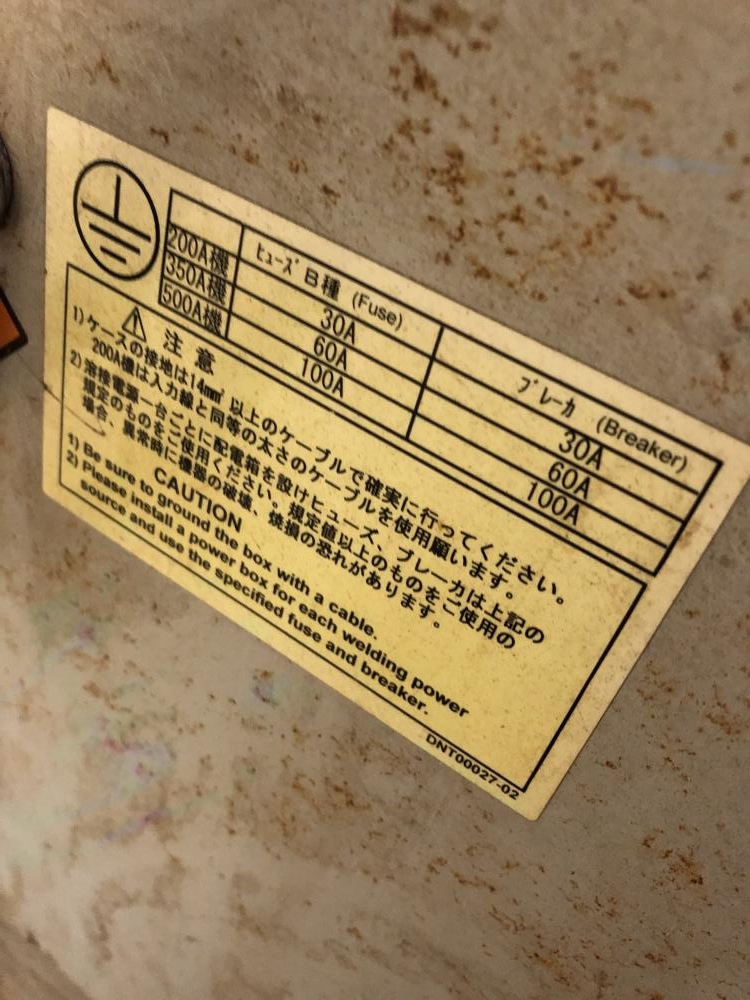 ﾋｭｰｽﾞ B種 (Fuse) ﾌﾞﾚｰｶ (Breaker)
200A機 30A 30A
350A機 60A 60A
500A機 100A 100A
⚠ 注 意
1) ケースの接地は14mm²以上のケーブルで確実に行ってください。
200A機は入力線と同等の太さのケーブルを使用願います。
2) 溶接電源一台ごとに配電箱を設けヒューズ、ブレーカは上記の
規定のものをご使用ください。規定値以上のものをご使用の
場合、異常時に機器の破壊、焼損の恐れがあります。
CAUTION
1) Be sure to ground the box with a cable.
2) Please install a power box for each welding power
source and use the specified fuse and breaker.
DNT00027-02